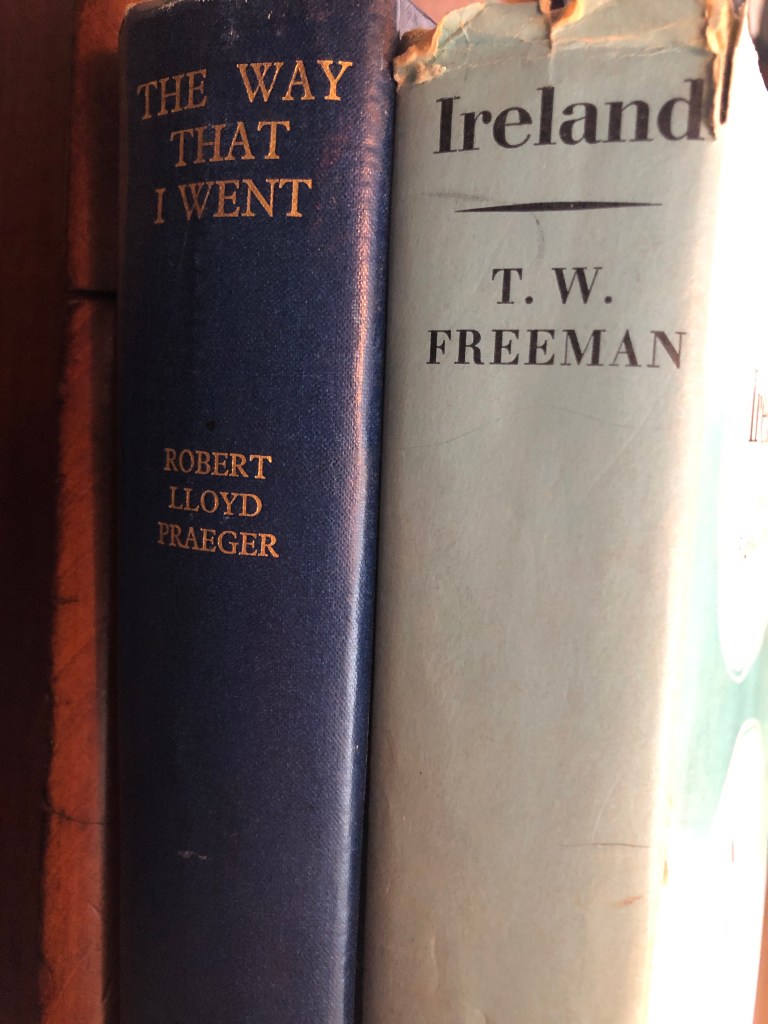 THE WAY
THAT
I WENT
ROBERT
LLOYD
PRAEGER
Ireland
T. W.
FREEMAN